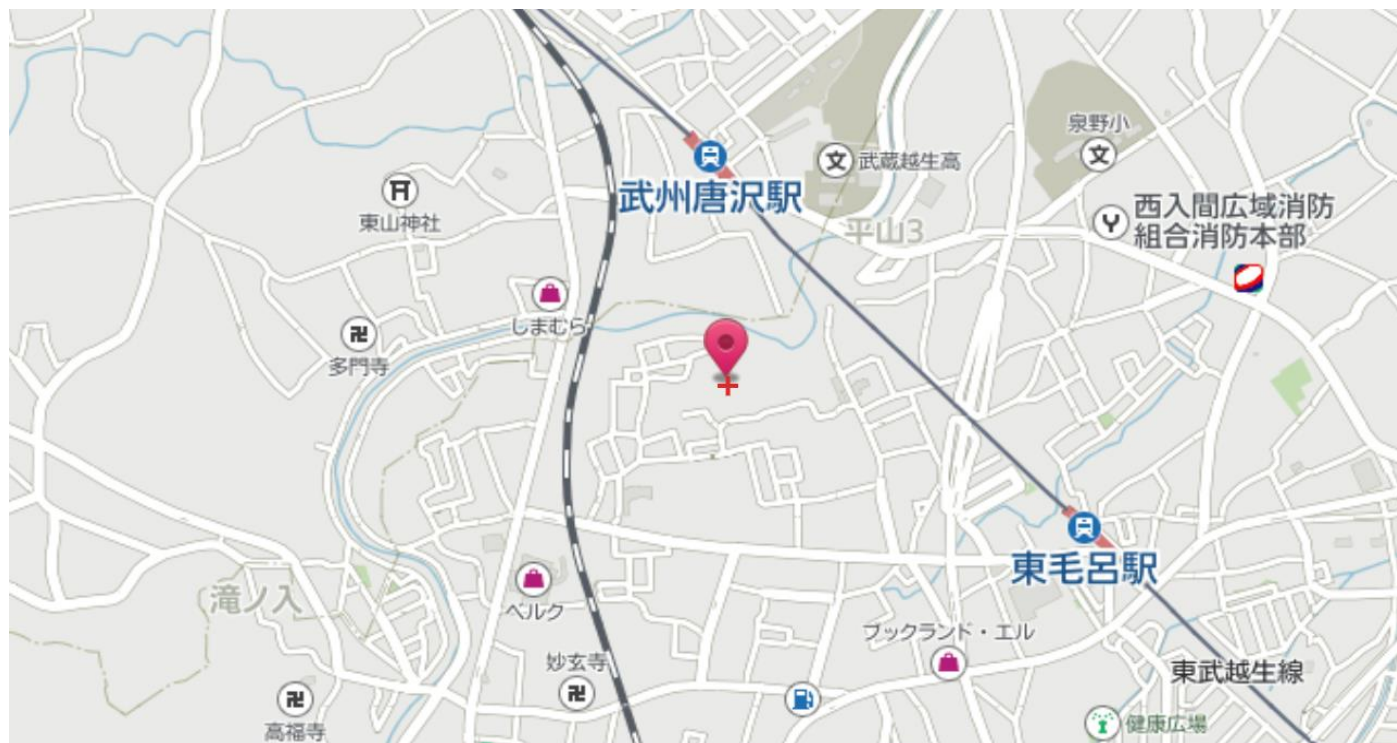 泉野小
武蔵越生高
武州唐沢駅
東山神社
平山3
西入間広域消防
組合消防本部
しまむら
多門寺
東毛呂駅
滝ノ入
ベルク
ブックランド・エル
妙玄寺
東武越生線
高福寺
健康広場
文
文
Y